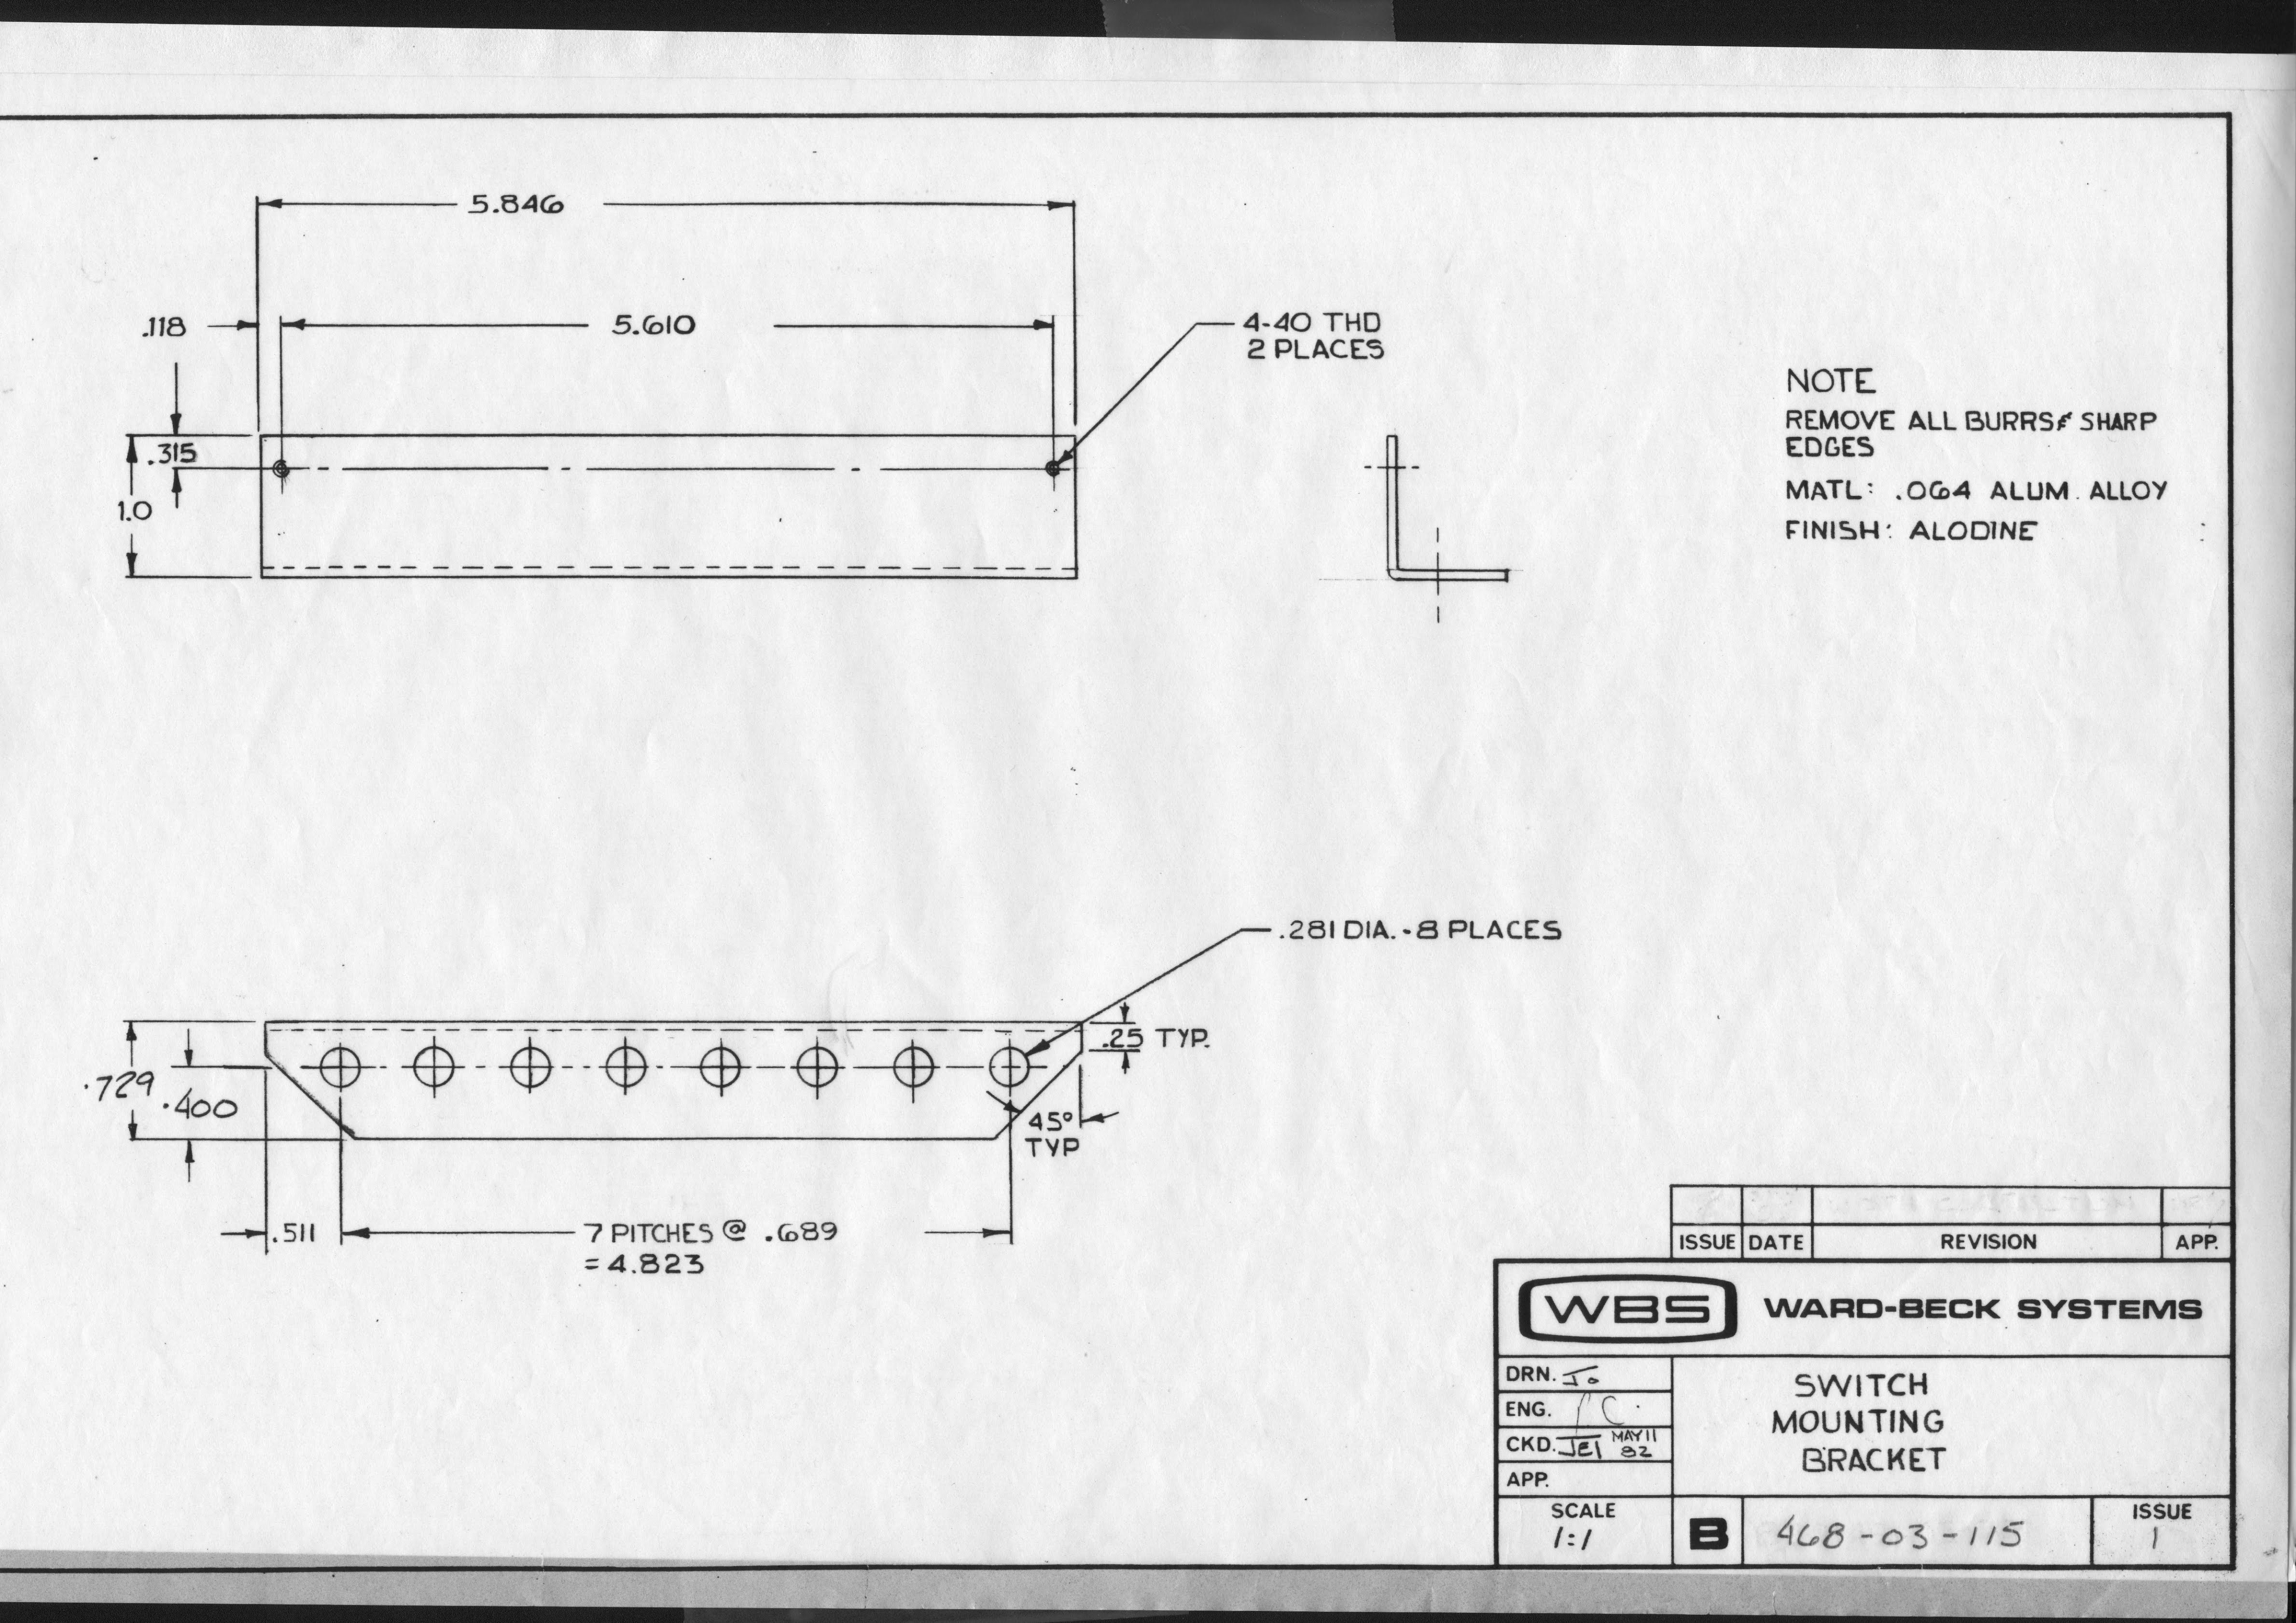 5.846
.118
5.610
4-40 THD
2 PLACES
.315
1.0
NOTE
REMOVE ALL BURRS & SHARP
EDGES
MATL: .064 ALUM. ALLOY
FINISH: ALODINE
.281 DIA. - 8 PLACES
.25 TYP.
.729
.400
45°
TYP
.511
7 PITCHES @ .689
= 4.823
ISSUE DATE REVISION APP.
WBS WARD-BECK SYSTEMS
DRN.
ENG.
CKD. JEI MAY 11
82
APP.
SWITCH
MOUNTING
BRACKET
SCALE
1:1
B
468-03-115
ISSUE
1